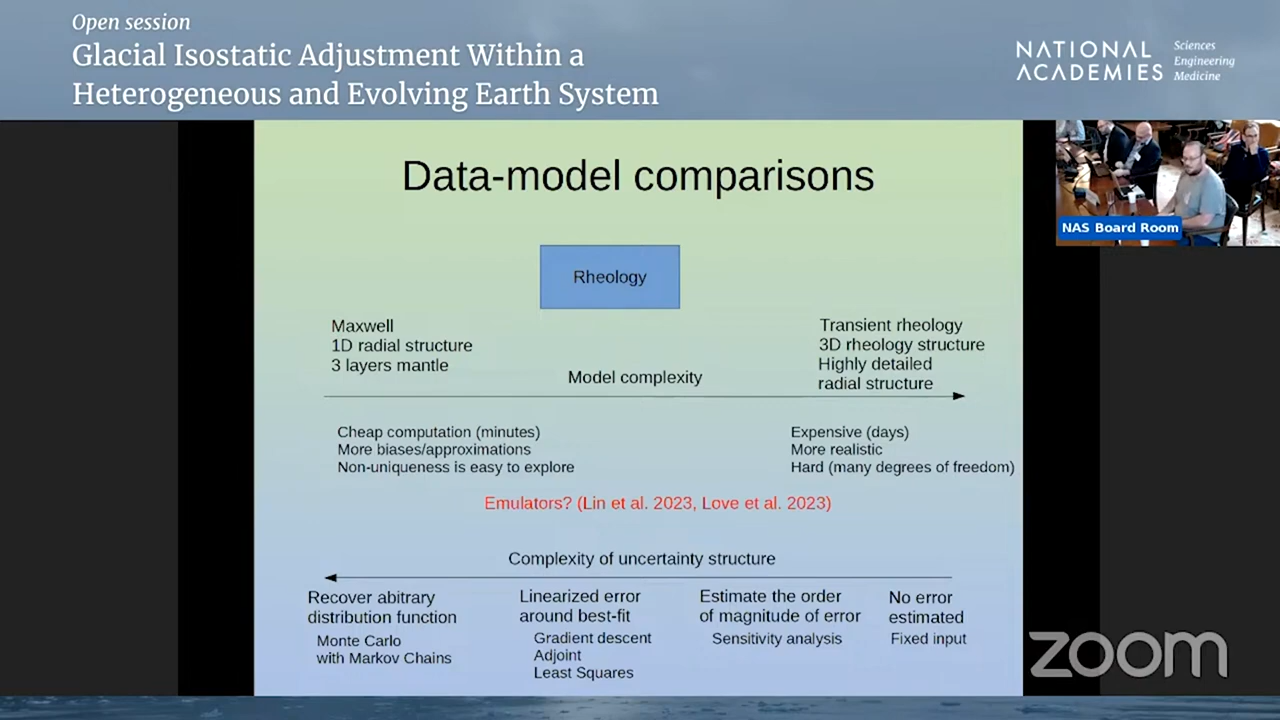 Open session
Glacial Isostatic Adjustment Within a
Heterogeneous and Evolving Earth System
NATIONAL
ACADEMIES
Sciences
Engineering
Medicine
NAS Board Room
Data-model comparisons
Rheology
Maxwell
1D radial structure
3 layers mantle
Model complexity
Transient rheology
3D rheology structure
Highly detailed
radial structure
Cheap computation (minutes)
More biases/approximations
Non-uniqueness is easy to explore
Expensive (days)
More realistic
Hard (many degrees of freedom)
Emulators? (Lin et al. 2023, Love et al. 2023)
Complexity of uncertainty structure
Recover abitrary
distribution function
Monte Carlo
with Markov Chains
Linearized error
around best-fit
Gradient descent
Adjoint
Least Squares
Estimate the order
of magnitude of error
Sensitivity analysis
No error
estimated
Fixed input
zoom